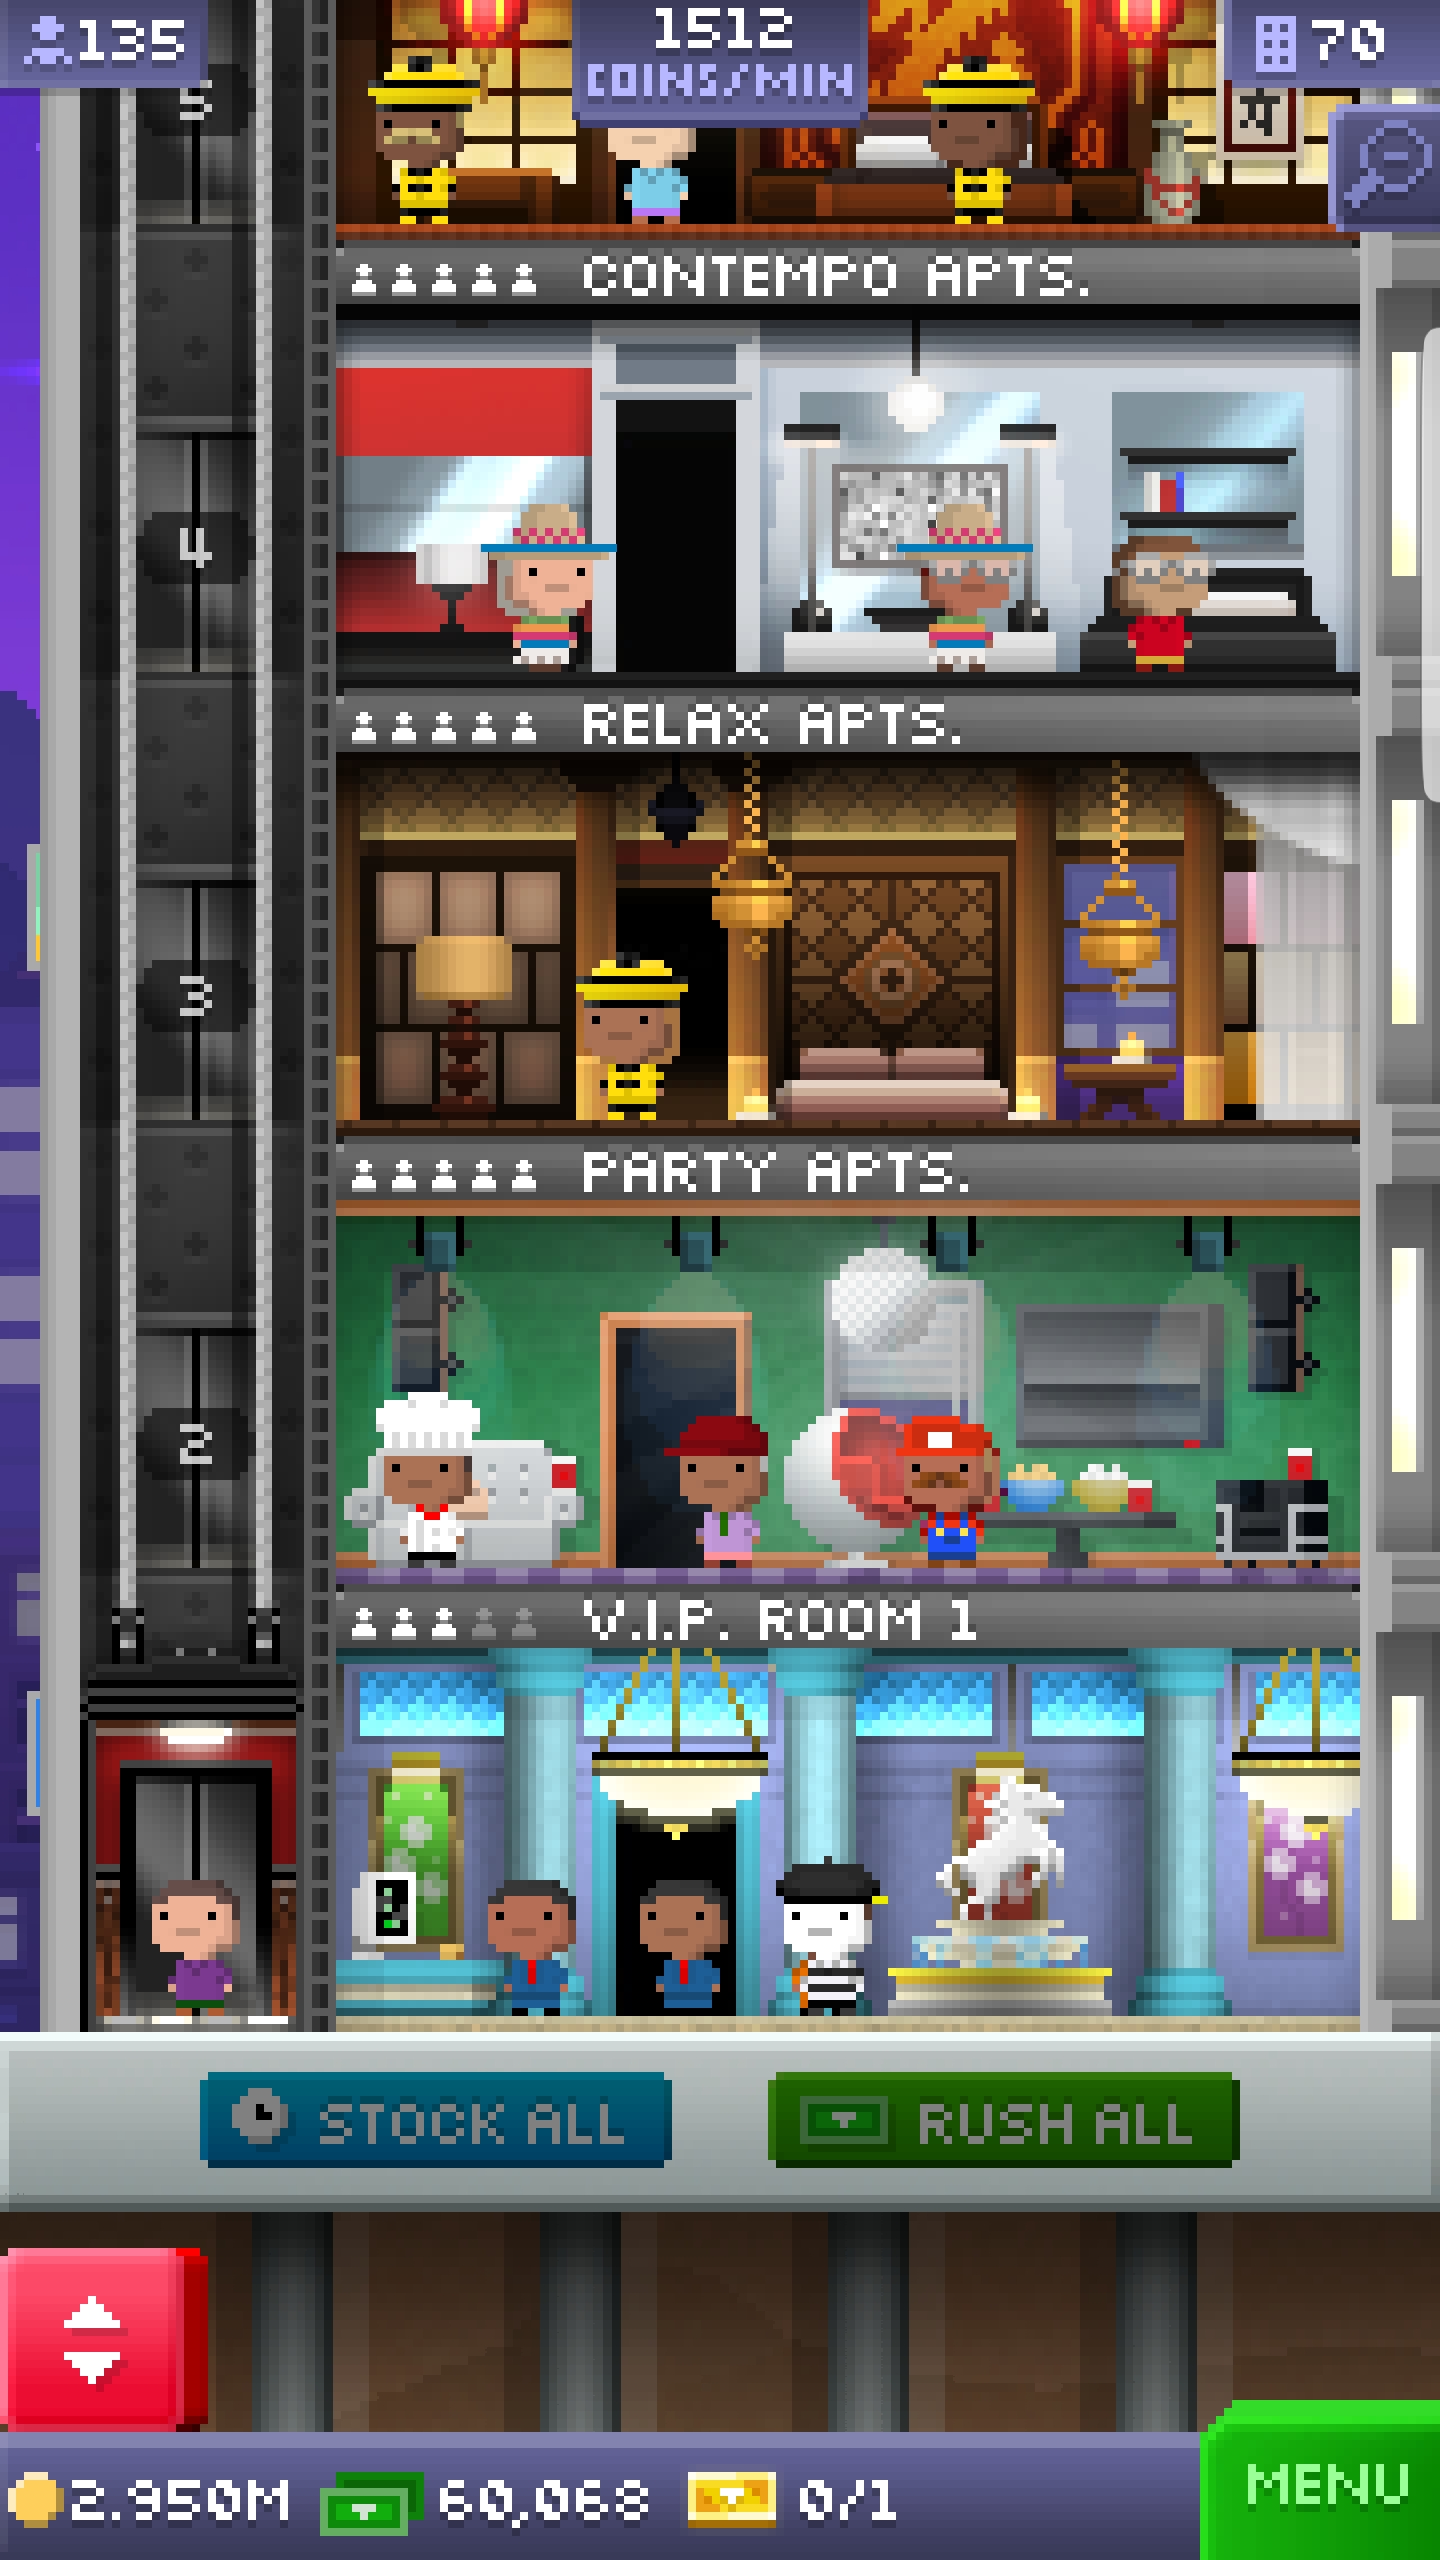 135
1512
COINS/MIN
70
5
CONTEMPO APTS.
4
RELAX APTS.
3
PARTY APTS.
2
V.I.P. ROOM 1
STOCK ALL
RUSH ALL
2.950M
60,068
0/1
MENU